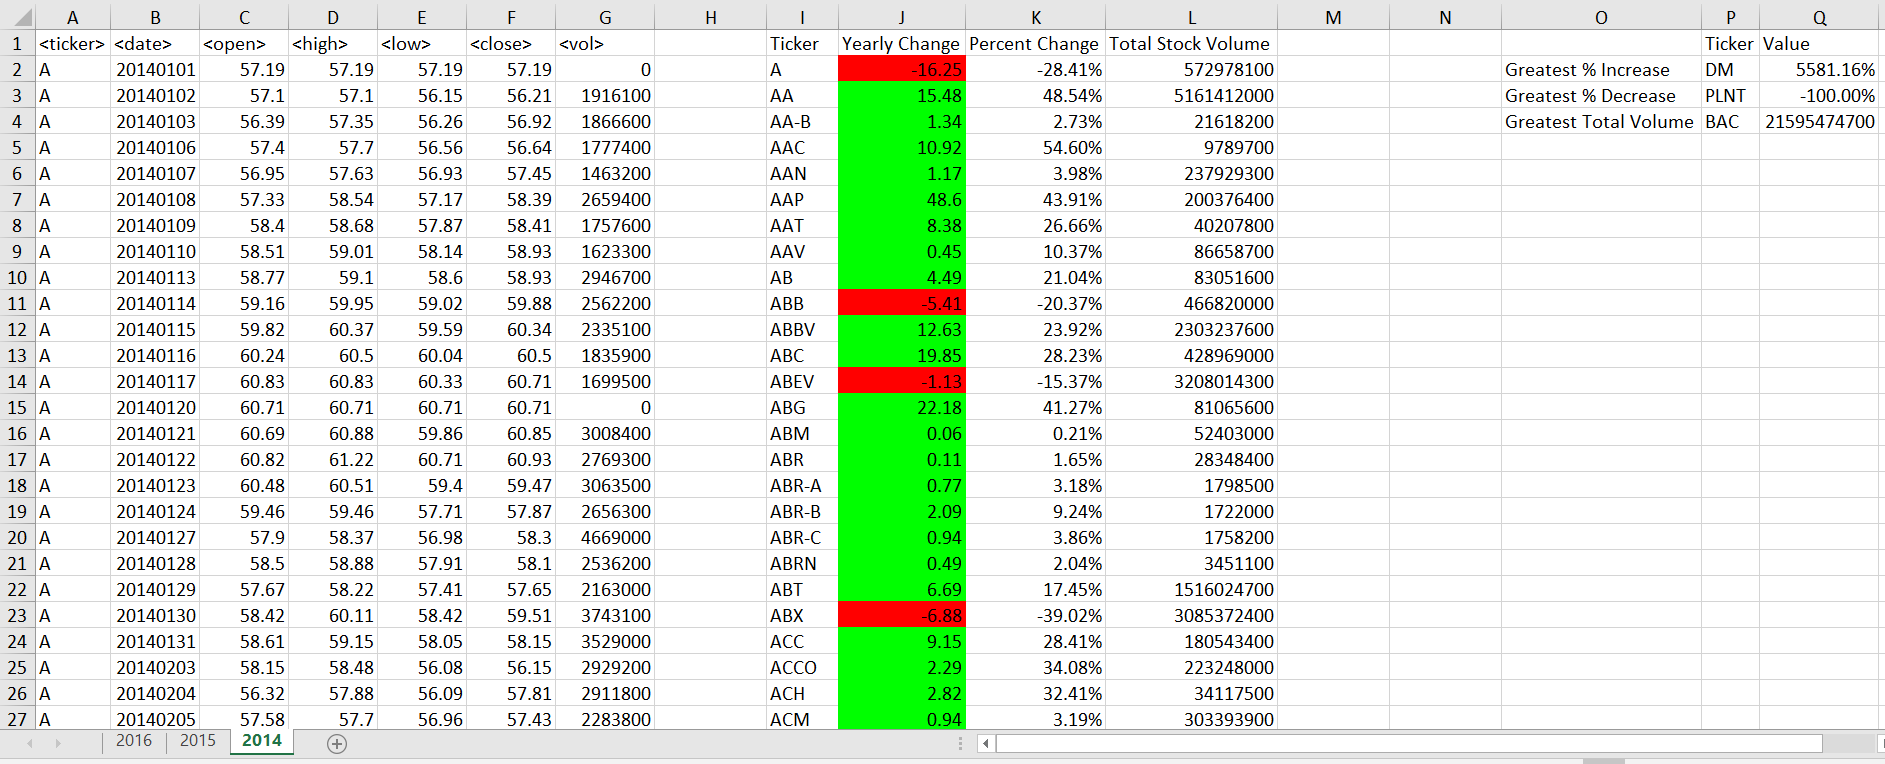 A B C D E F G H I J K L M N O P Q
1 <ticker> <date> <open> <high> <low> <close> <vol> Ticker Yearly Change Percent Change Total Stock Volume Ticker Value
2 A 20140101 57.19 57.19 57.19 57.19 0 A -16.25 -28.41% 572978100 Greatest % Increase DM 5581.16%
3 A 20140102 57.1 57.1 56.15 56.21 1916100 AA 15.48 48.54% 5161412000 Greatest % Decrease PLNT -100.00%
4 A 20140103 56.39 57.35 56.26 56.92 1866600 AA-B 1.34 2.73% 21618200 Greatest Total Volume BAC 21595474700
5 A 20140106 57.4 57.7 56.56 56.64 1777400 AAC 10.92 54.60% 9789700
6 A 20140107 56.95 57.63 56.93 57.45 1463200 AAN 1.17 3.98% 237929300
7 A 20140108 57.33 58.54 57.17 58.39 2659400 AAP 48.6 43.91% 200376400
8 A 20140109 58.4 58.68 57.87 58.41 1757600 AAT 8.38 26.66% 40207800
9 A 20140110 58.51 59.01 58.14 58.93 1623300 AAV 0.45 10.37% 86658700
10 A 20140113 58.77 59.1 58.6 58.93 2946700 AB 4.49 21.04% 83051600
11 A 20140114 59.16 59.95 59.02 59.88 2562200 ABB -5.41 -20.37% 466820000
12 A 20140115 59.82 60.37 59.59 60.34 2335100 ABBV 12.63 23.92% 2303237600
13 A 20140116 60.24 60.5 60.04 60.5 1835900 ABC 19.85 28.23% 428969000
14 A 20140117 60.83 60.83 60.33 60.71 1699500 ABEV -1.13 -15.37% 3208014300
15 A 20140120 60.71 60.71 60.71 60.71 0 ABG 22.18 41.27% 81065600
16 A 20140121 60.69 60.88 59.86 60.85 3008400 ABM 0.06 0.21% 52403000
17 A 20140122 60.82 61.22 60.71 60.93 2769300 ABR 0.11 1.65% 28348400
18 A 20140123 60.48 60.51 59.4 59.47 3063500 ABR-A 0.77 3.18% 1798500
19 A 20140124 59.46 59.46 57.71 57.87 2656300 ABR-B 2.09 9.24% 1722000
20 A 20140127 57.9 58.37 56.98 58.3 4669000 ABR-C 0.94 3.86% 1758200
21 A 20140128 58.5 58.88 57.91 58.1 2536200 ABRN 0.49 2.04% 3451100
22 A 20140129 57.67 58.22 57.41 57.65 2163000 ABT 6.69 17.45% 1516024700
23 A 20140130 58.42 60.11 58.42 59.51 3743100 ABX -6.88 -39.02% 3085372400
24 A 20140131 58.61 59.15 58.05 58.15 3529000 ACC 9.15 28.41% 180543400
25 A 20140203 58.15 58.48 56.08 56.15 2929200 ACCO 2.29 34.08% 223248000
26 A 20140204 56.32 57.88 56.09 57.81 2911800 ACH 2.82 32.41% 34117500
27 A 20140205 57.58 57.7 56.96 57.43 2283800 ACM 0.94 3.19% 303393900
2016 2015 2014